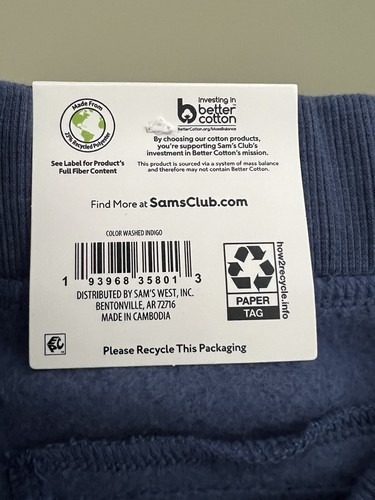 Made From
25% Recycled Polyester
See Label for Product's
Full Fiber Content
investing in
better
cotton
BetterCotton.org/MassBalance
By choosing our cotton products,
you're supporting Sam's Club's
investment in Better Cotton's mission.
This product is sourced via a system of mass balance
and therefore may not contain Better Cotton.
Find More at SamsClub.com
COLOR WASHED INDIGO
1 93968 35801 3
DISTRIBUTED BY SAM'S WEST, INC.
BENTONVILLE, AR 72716
MADE IN CAMBODIA
PAPER
TAG
how2recycle.info
Please Recycle This Packaging